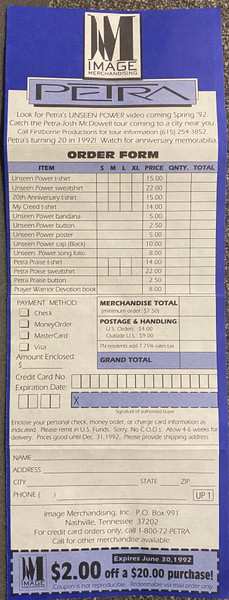 M
IMAGE
MERCHANDISING
PETRA
Look for Petra's UNSEEN POWER video coming Spring '92
Catch the Petra-Josh McDowell tour coming to a city near you
Call Firstborne Productions for tour information (615) 254-3852
Petra's turning 20 in 1992! Watch for anniversary memorabilia.
ORDER FORM
ITEM S M L XL PRICE QNTY. TOTAL
Unseen Power t-shirt 15.00
Unseen Power sweatshirt 22.00
20th Anniversary t-shirt 15.00
My Creed t-shirt 14.00
Unseen Power bandana 5.00
Unseen Power button 2.50
Unseen Power poster 5.00
Unseen Power cap (Black) 10.00
Unseen Power song folio 8.00
Petra Praise t-shirt 14.00
Petra Praise sweatshirt 22.00
Petra Praise button 2.50
Prayer Warrior Devotion book 8.00
PAYMENT METHOD:
Check
MoneyOrder
MasterCard
Visa
Amount Enclosed:
$
MERCHANDISE TOTAL
(minimum order: $7.50)
POSTAGE & HANDLING
U.S. Orders: $4.00
Outside U.S.: $9.00
TN residents add 7.75% sales tax
GRAND TOTAL
Credit Card No.
Expiration Date:
X
Signature of authorized buyer
Enclose your personal check, money order, or charge card information as
indicated. Please remit in U.S. Funds. Sorry, No C.O.D.'s. Allow 4-6 weeks for
delivery. Prices good until Dec. 31, 1992. Please provide shipping address.
NAME
ADDRESS
CITY STATE ZIP
PHONE ( ) UP 1
Image Merchandising, Inc. P.O. Box 991
Nashville, Tennessee 37202
For credit card orders only, call 1-800-72-PETRA
Call for other merchandise available.
M
IMAGE
Expires June 30, 1992
$2.00 off a $20.00 purchase!
Coupon is not reproducible. Redeemable via retail order only.